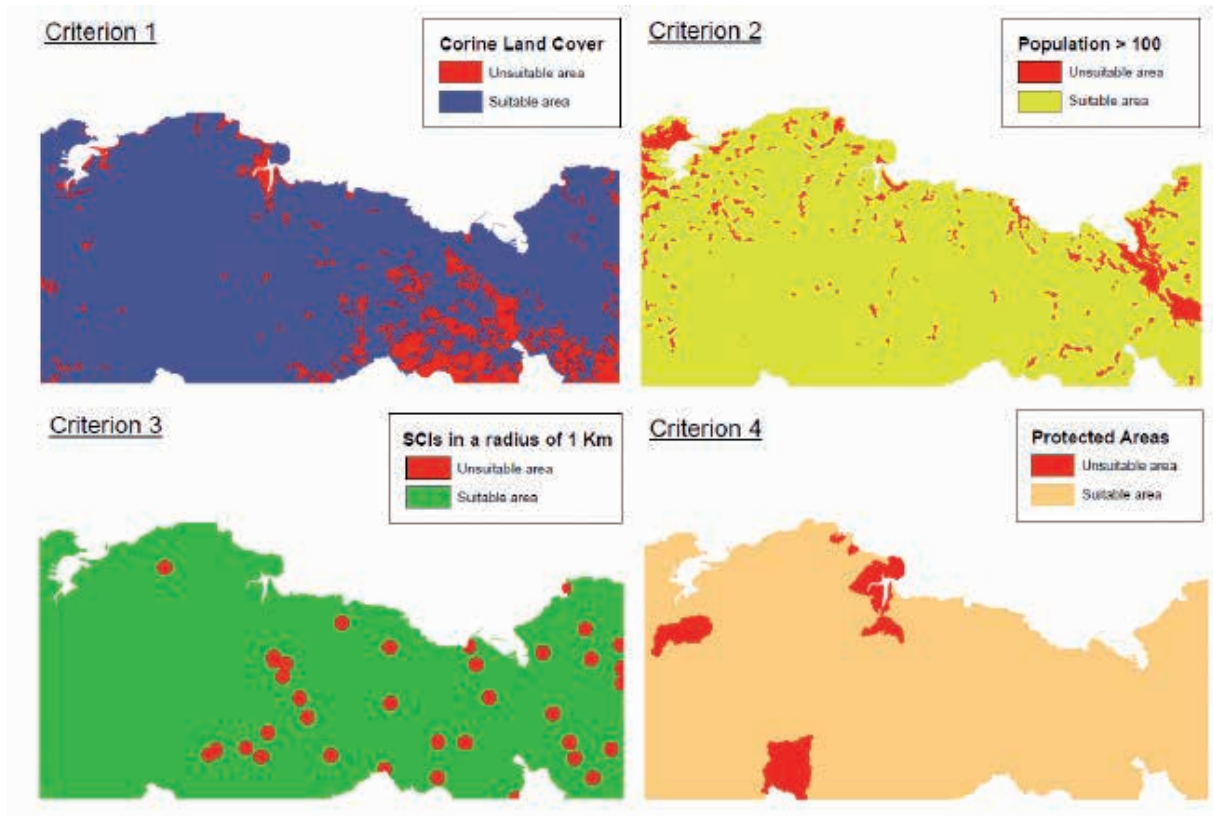 Criterion 1
Corine Land Cover
Unsuitable area
Suitable area
Criterion 2
Population > 100
Unsuitable area
Suitable area
Criterion 3
SCIs in a radius of 1 Km
Unsuitable area
Suitable area
Criterion 4
Protected Areas
Unsuitable area
Suitable area